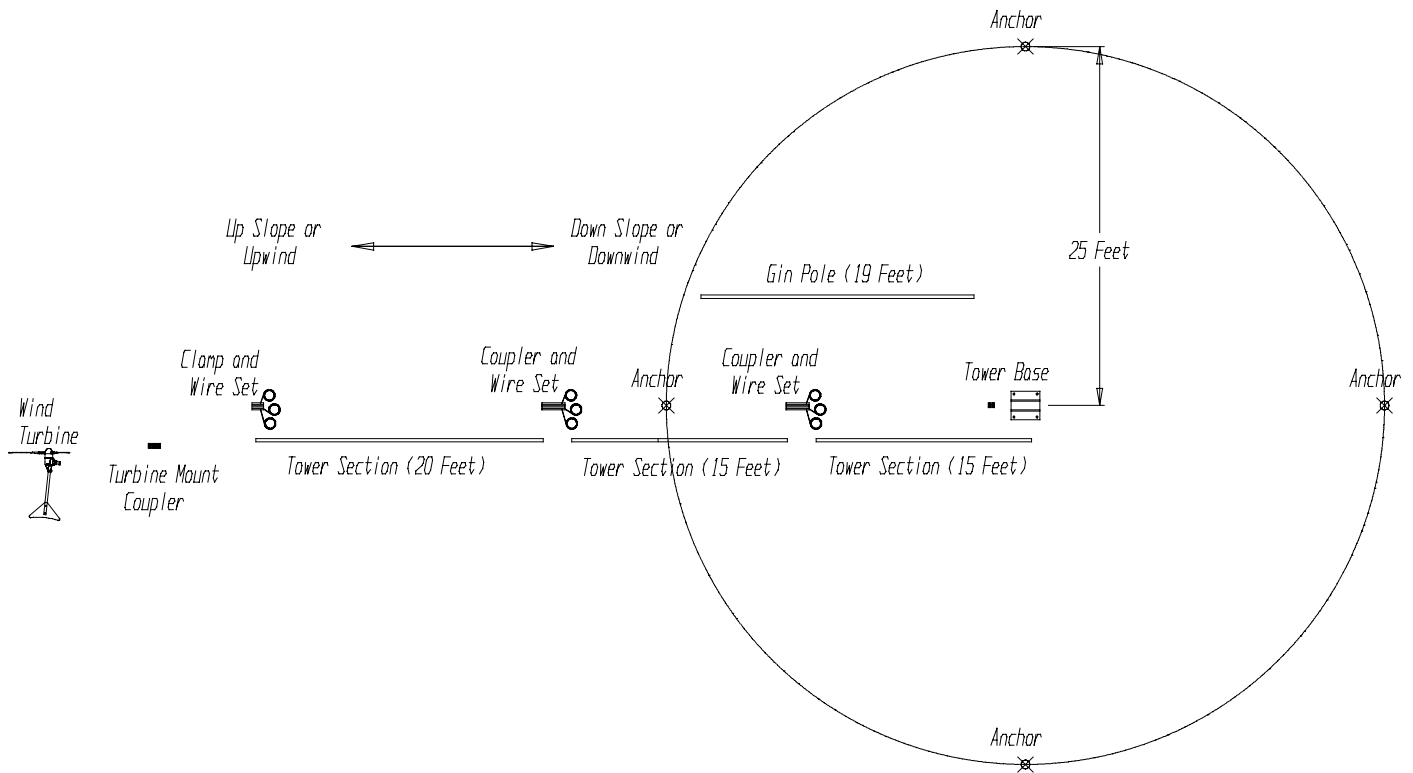 Anchor
Up Slope or
Upwind
Down Slope or
Downwind
25 Feet
Gin Pole (19 Feet)
Clamp and
Wire Set
Coupler and
Wire Set
Anchor
Coupler and
Wire Set
Tower Base
Anchor
Wind
Turbine
Turbine Mount
Coupler
Tower Section (20 Feet)
Tower Section (15 Feet)
Tower Section (15 Feet)
Anchor